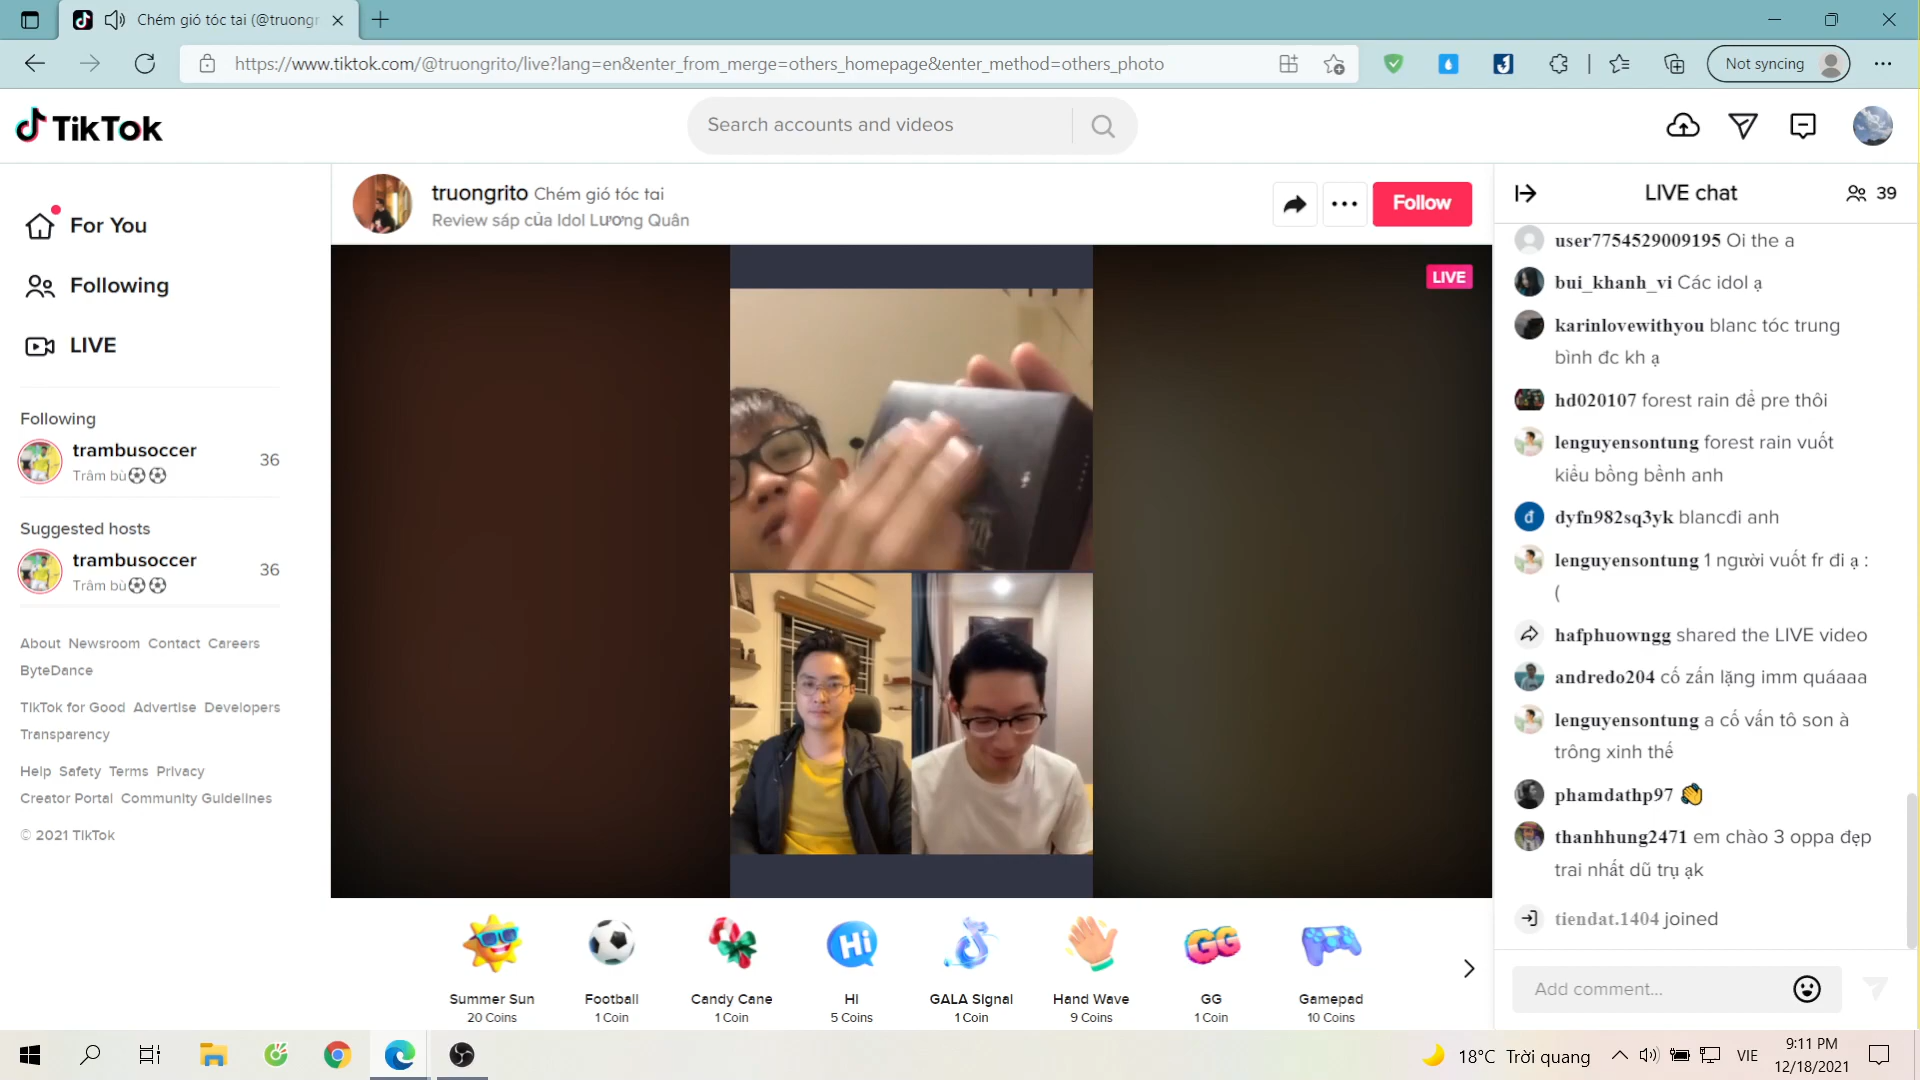 Chém gió tóc tai (@truongr
https://www.tiktok.com/@truongrito/live?lang=en&enter_from_merge=others_homepage&enter_method=others_photo
Not syncing
TikTok
Search accounts and videos
For You
Following
LIVE
Following
trambusoccer
36
Trâm bù⚽⚽
Suggested hosts
trambusoccer
36
Trâm bù⚽⚽
About Newsroom Contact Careers
ByteDance
TikTok for Good Advertise Developers
Transparency
Help Safety Terms Privacy
Creator Portal Community Guidelines
© 2021 TikTok
truongrito Chém gió tóc tai
Review sáp của Idol Lương Quân
Follow
LIVE
Summer Sun
20 Coins
Football
1 Coin
Candy Cane
1 Coin
Hi
HI
5 Coins
GALA Signal
1 Coin
Hand Wave
9 Coins
GG
GG
1 Coin
Gamepad
10 Coins
LIVE chat
39
user7754529009195 Oi the a
bui_khanh_vi Các idol ạ
karinlovewithyou blanc tóc trung
bình đc kh ạ
hd020107 forest rain để pre thôi
lenguyensontung forest rain vuốt
kiểu bồng bềnh anh
đ
dyfn982sq3yk blancđi anh
lenguyensontung 1 người vuốt fr đi ạ :
(
hafphuowngg shared the LIVE video
andredo204 cố zấn lặng imm quáaaa
lenguyensontung a cố vấn tô son à
trông xinh thế
phamdathp97 👏
thanhhung2471 em chào 3 oppa đẹp
trai nhất dũ trụ ạk
tiendat.1404 joined
Add comment...
18°C Trời quang
VIE
9:11 PM
12/18/2021